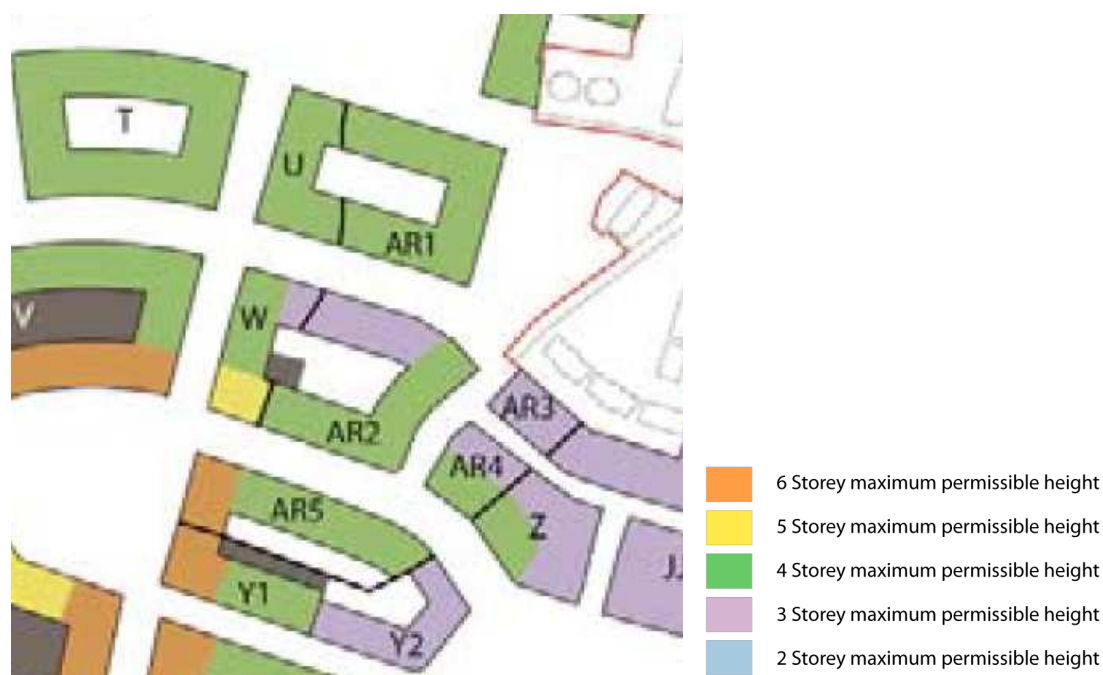 T
U
AR1
V
W
AR2
AR3
AR4
AR5
Z
Y1
Y2
6 Storey maximum permissible height
5 Storey maximum permissible height
4 Storey maximum permissible height
3 Storey maximum permissible height
2 Storey maximum permissible height